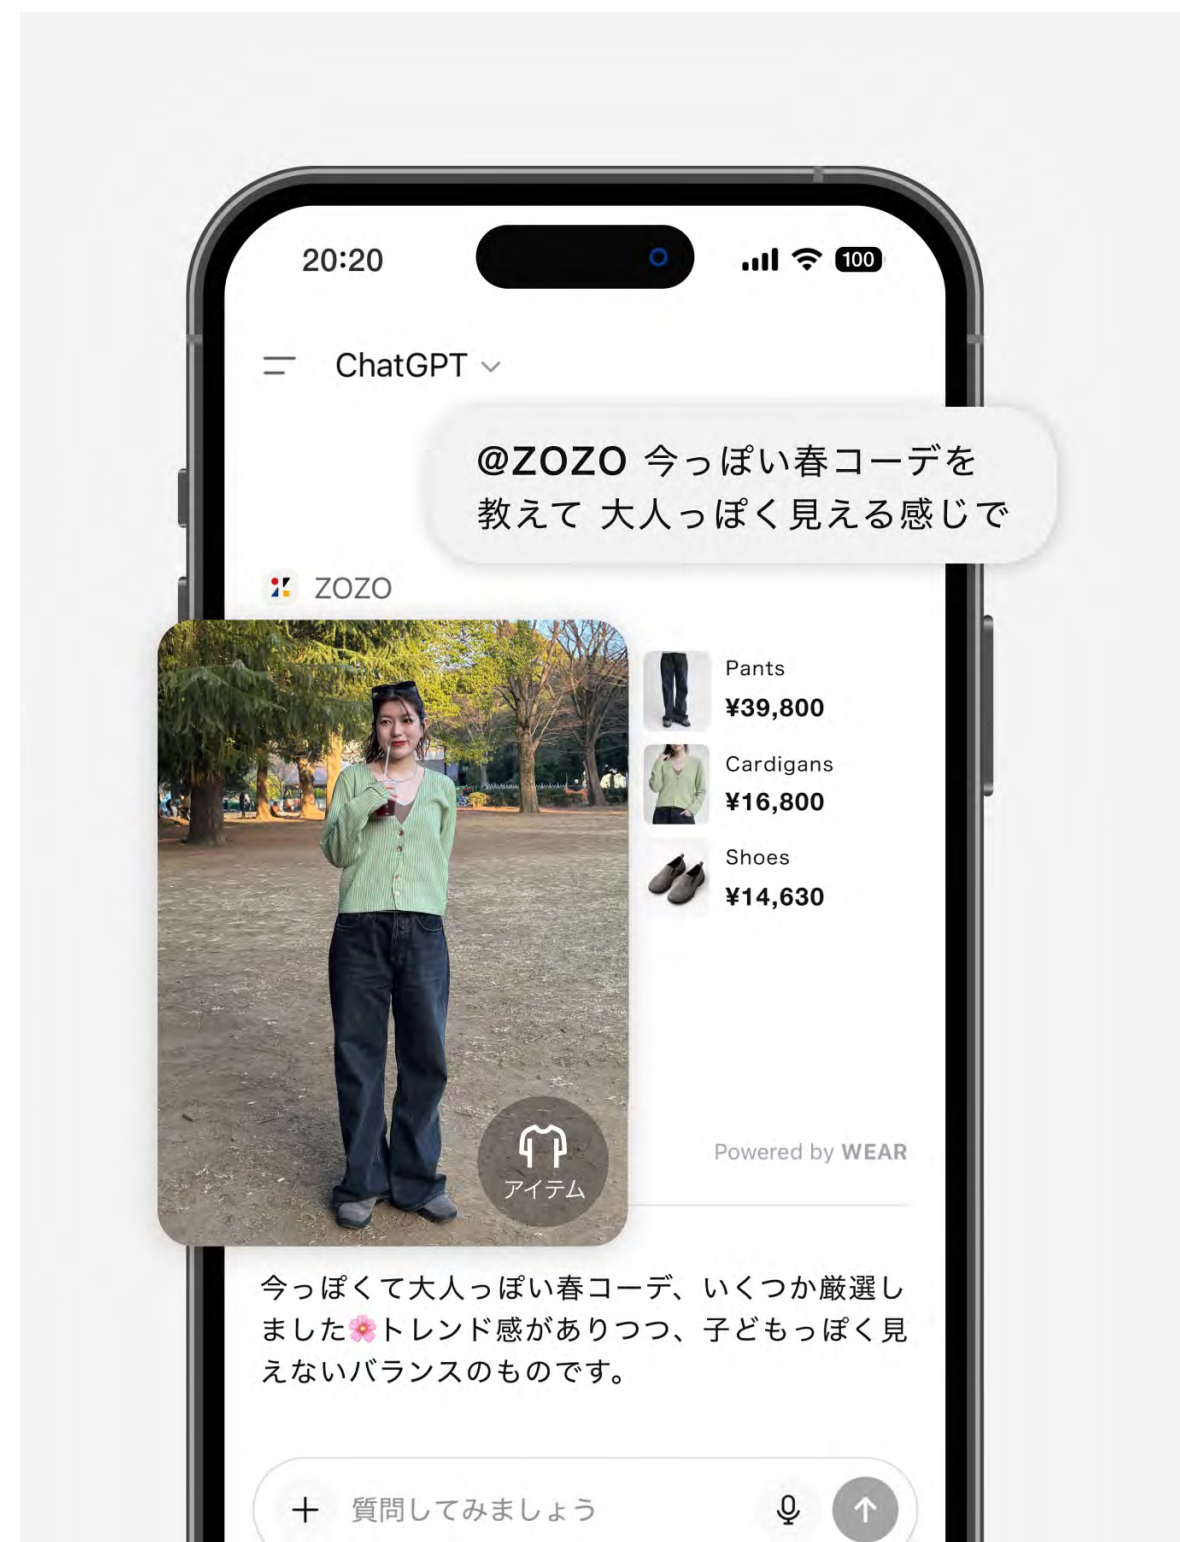 20:20
100
ChatGPT
@ZOZO 今っぽい春コーデを
教えて 大人っぽく見える感じで
ZOZO
Pants
¥39,800
Cardigans
¥16,800
Shoes
¥14,630
アイテム
Powered by WEAR
今っぽくて大人っぽい春コーデ、いくつか厳選し
ました🌸トレンド感がありつつ、子どもっぽく見
えないバランスのものです。
質問してみましょう